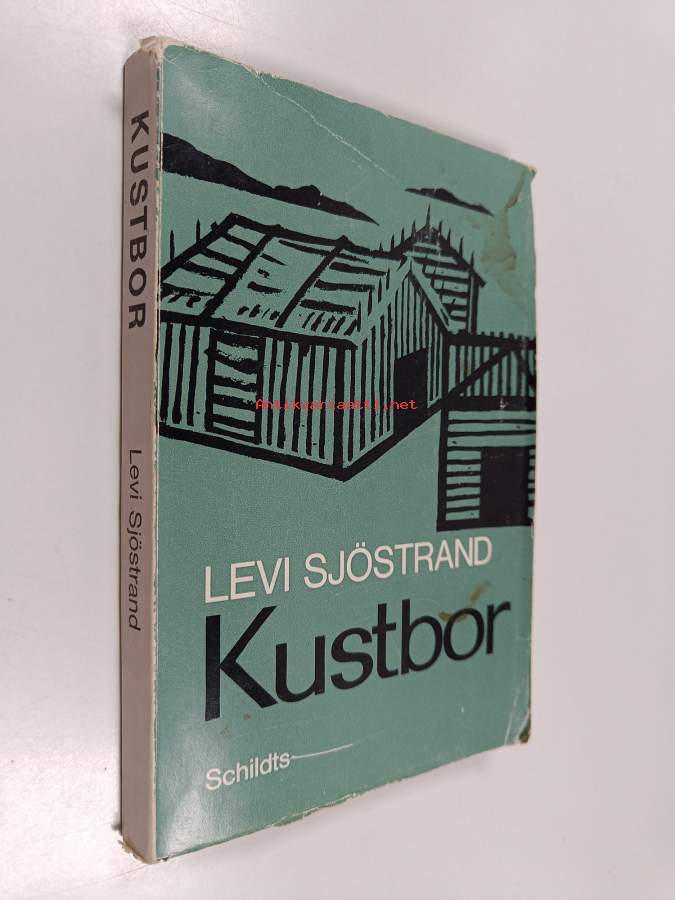 KUSTBOR
Levi Sjöstrand
Antikvariaatti.net
LEVI SJÖSTRAND
Kustbor
Schildts